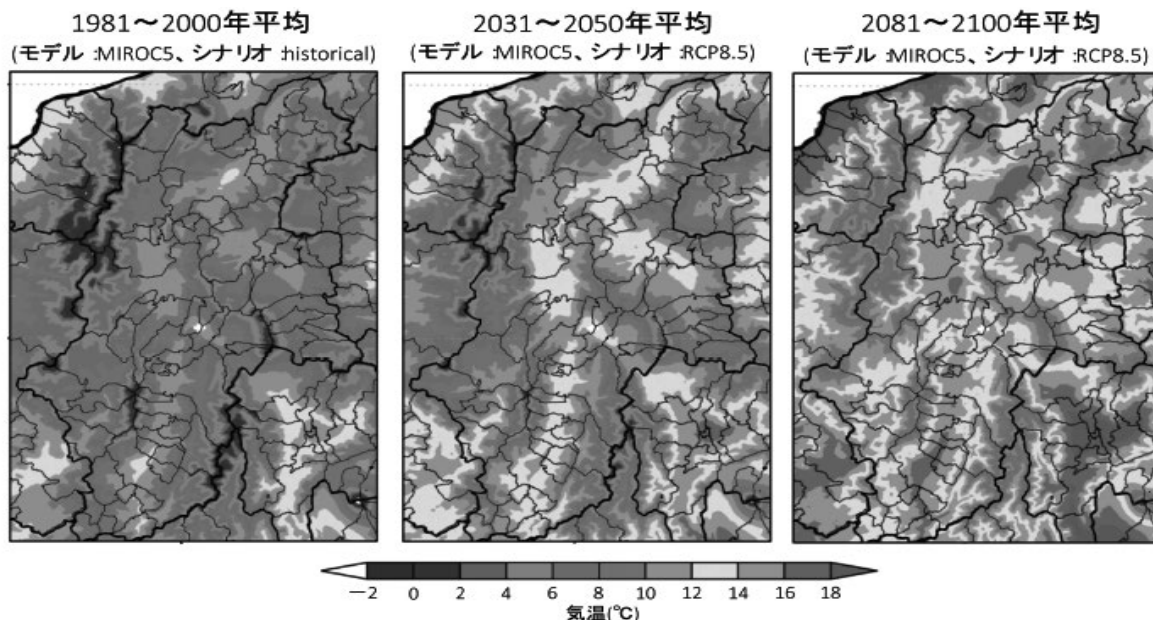 1981～2000年平均
(モデル :MIROC5、シナリオ :historical)
2031～2050年平均
(モデル :MIROC5、シナリオ :RCP8.5)
2081～2100年平均
(モデル :MIROC5、シナリオ :RCP8.5)
－2 0 2 4 6 8 10 12 14 16 18
気温(℃)